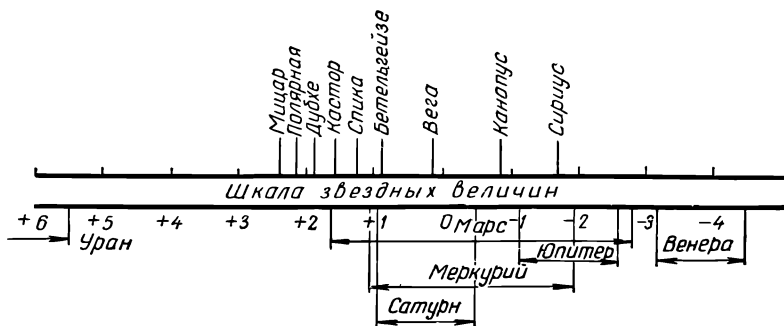 Мицар
Полярная
Дубхе
Кастор
Спика
Бетельгейзе
Вега
Канопус
Сириус
Шкала звездных величин
+6 +5 +4 +3 +2 +1 0 -1 -2 -3 -4
Уран
Марс
Юпитер
Венера
Меркурий
Сатурн